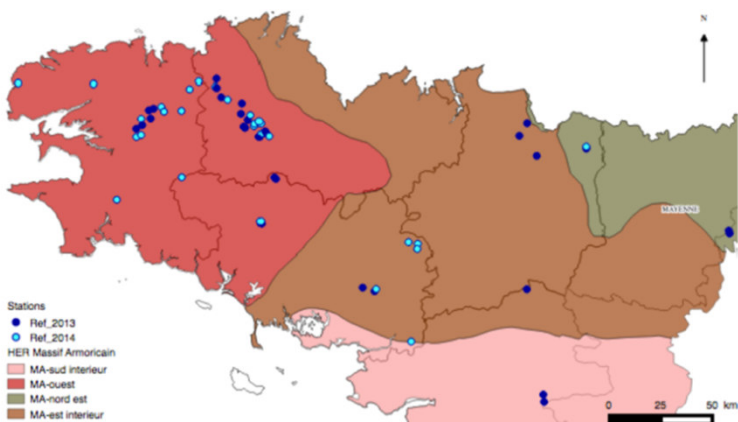 N
MAYENNE
Stations
Ref_2013
Ref_2014
HER Massif Armoricain
MA-sud interieur
MA-ouest
MA-nord est
MA-est interieur
0 25 50 km